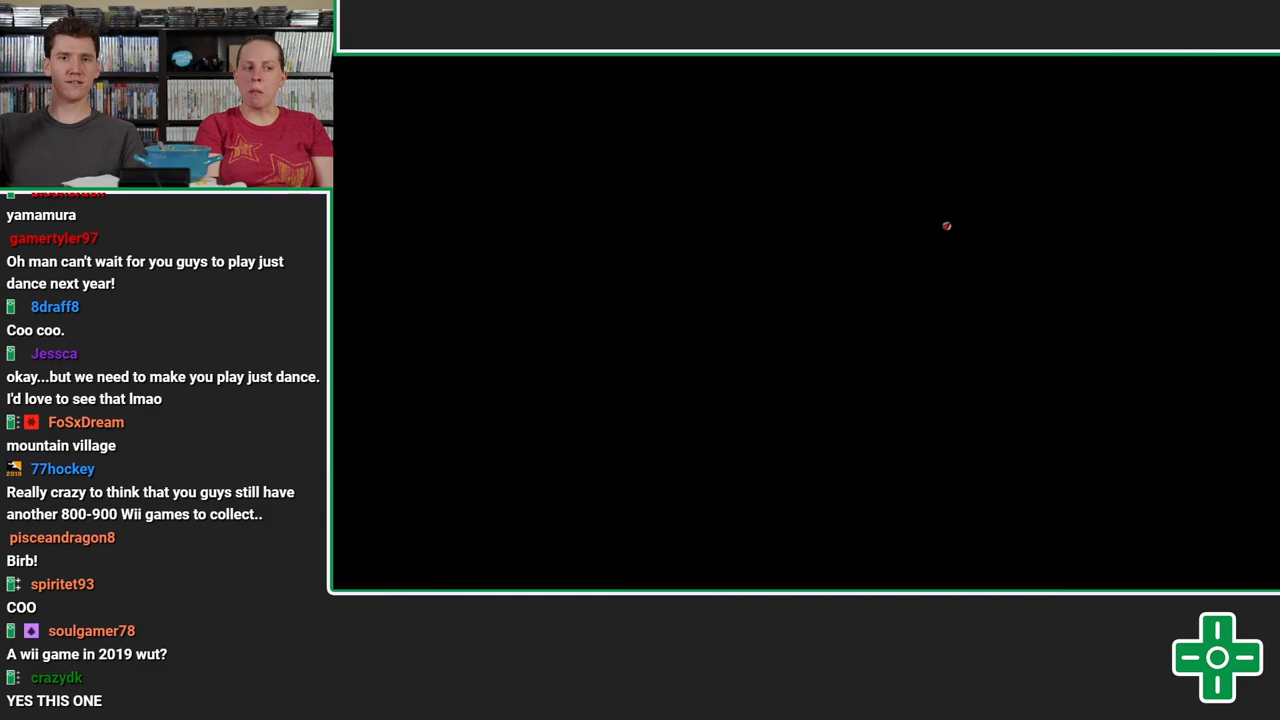 yamamura
gamertyler97
Oh man can't wait for you guys to play just
dance next year!
8draff8
Coo coo.
Jessca
okay...but we need to make you play just dance.
I'd love to see that lmao
FoSxDream
mountain village
77hockey
Really crazy to think that you guys still have
another 800-900 Wii games to collect..
pisceandragon8
Birb!
spiritet93
COO
soulgamer78
A wii game in 2019 wut?
crazydk
YES THIS ONE